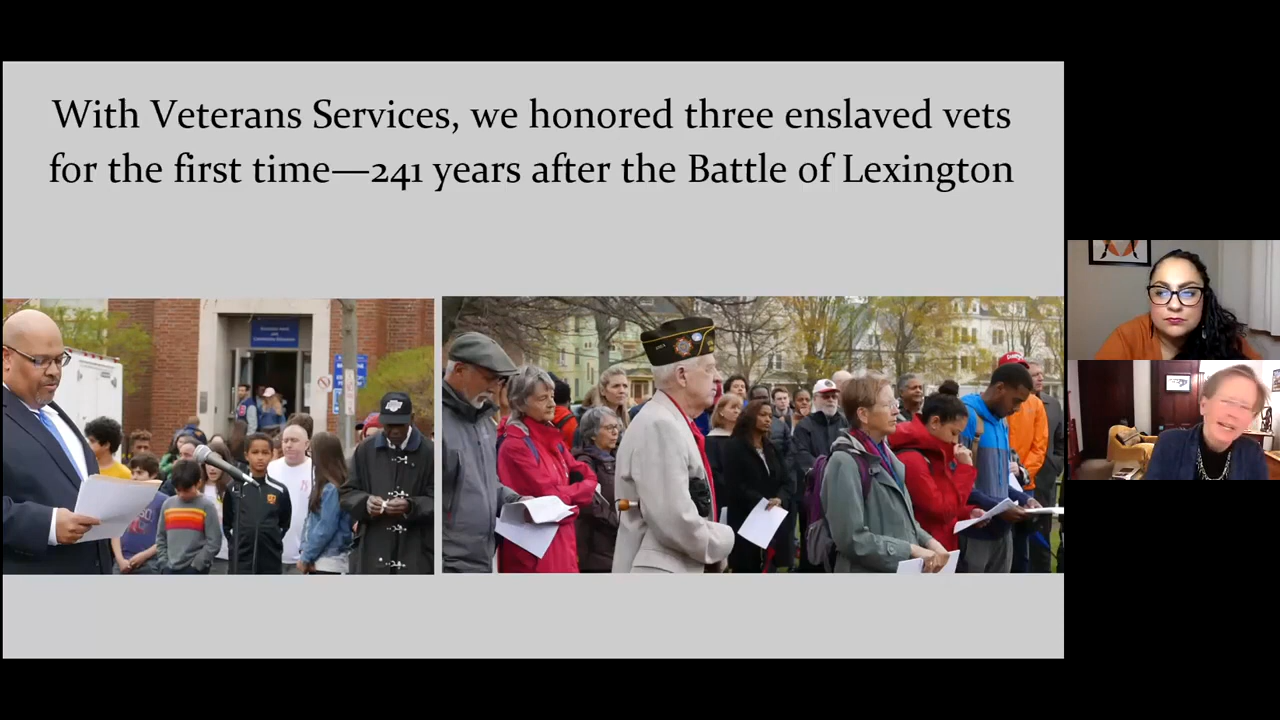 With Veterans Services, we honored three enslaved vets
for the first time—241 years after the Battle of Lexington